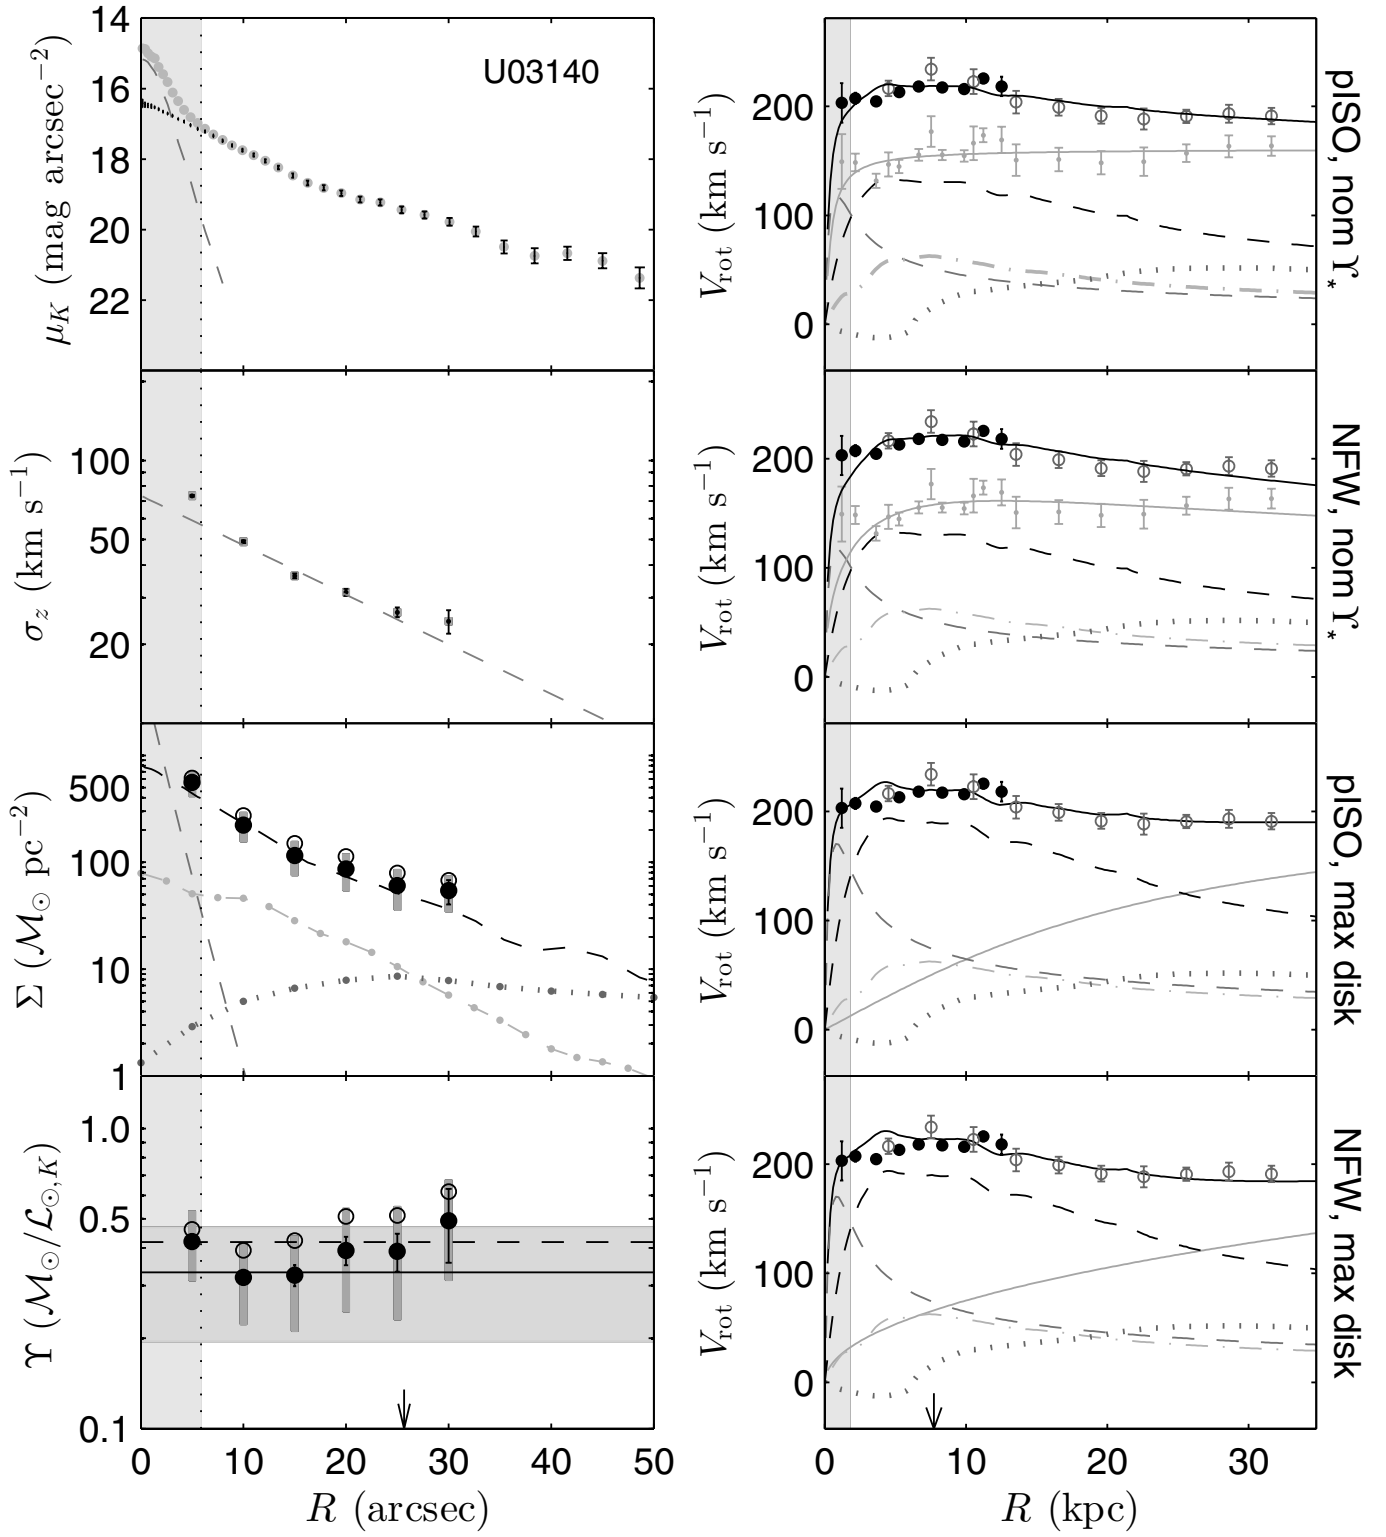 U03140
14
16
18
20
22
μK (mag arcsec−2)
200
100
0
Vrot (km s−1)
pISO, nom ϒ*
100
50
20
σz (km s−1)
200
100
0
Vrot (km s−1)
NFW, nom ϒ*
500
100
10
1
Σ (M⊙ pc−2)
200
100
0
Vrot (km s−1)
pISO, max disk
1.0
0.5
0.1
ϒ (M⊙/L⊙,K)
200
100
0
Vrot (km s−1)
NFW, max disk
0 10 20 30 40 50
R (arcsec)
0 10 20 30
R (kpc)